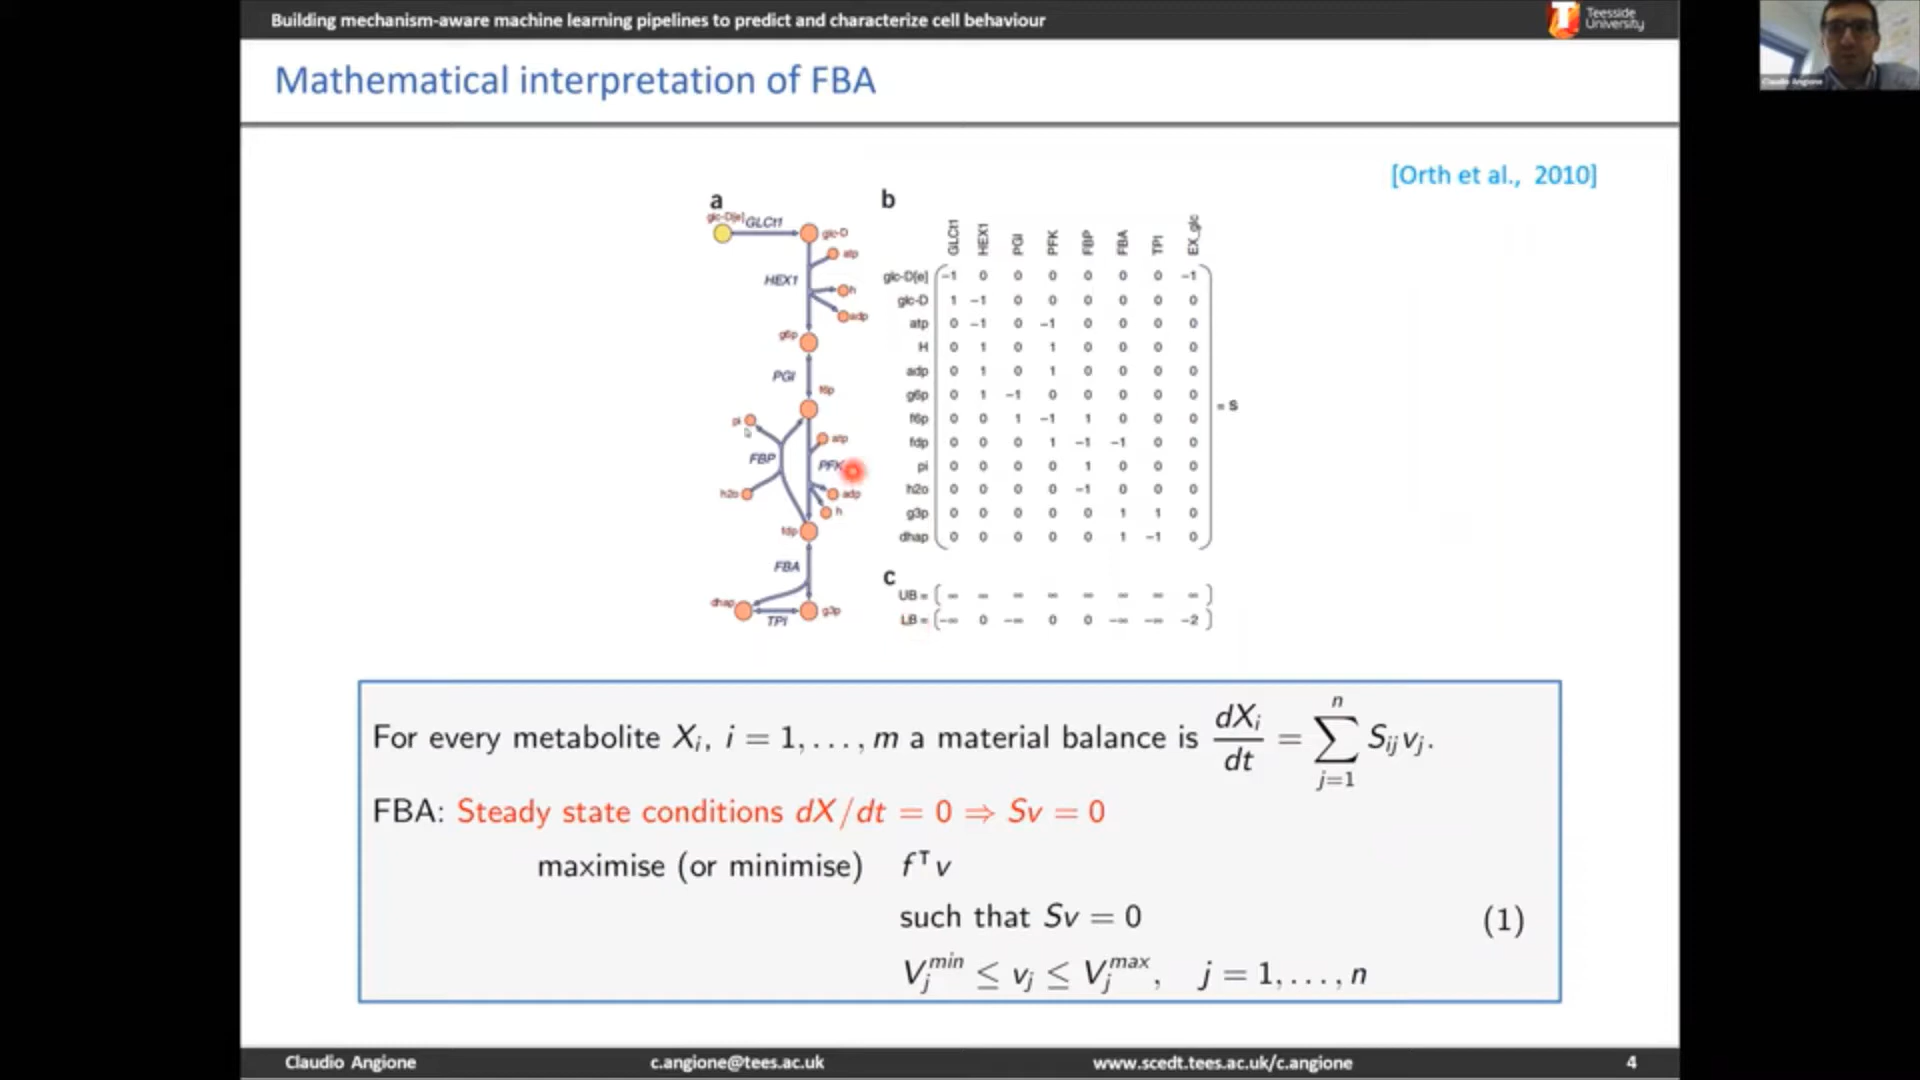 Building mechanism-aware machine learning pipelines to predict and characterize cell behaviour
Teesside
University
Claudio Angione
Mathematical interpretation of FBA
[Orth et al., 2010]
a
glc-D[e] GLCt1
glc-D
atp
HEX1
h
adp
g6p
PGI
f6p
pi
atp
FBP
PFK
h2o
adp
h
fdp
FBA
dhap
g3p
TPI
b
GLCt1 HEX1 PGI PFK FBP FBA TPI EX_glc
glc-D[e] −1 0 0 0 0 0 0 −1
glc-D 1 −1 0 0 0 0 0 0
atp 0 −1 0 −1 0 0 0 0
H 0 1 0 1 0 0 0 0
adp 0 1 0 1 0 0 0 0
g6p 0 1 −1 0 0 0 0 0
f6p 0 0 1 −1 1 0 0 0
fdp 0 0 0 1 −1 −1 0 0
pi 0 0 0 0 1 0 0 0
h2o 0 0 0 0 −1 0 0 0
g3p 0 0 0 0 0 1 1 0
dhap 0 0 0 0 0 1 −1 0
= S
c
UB = ( ∞ ∞ ∞ ∞ ∞ ∞ ∞ ∞ )
LB = ( −∞ 0 −∞ 0 0 −∞ −∞ −2 )
For every metabolite Xᵢ, i = 1, . . . , m a material balance is dXᵢ/dt = ∑ⱼ₌₁ⁿ Sᵢⱼvⱼ.
FBA: Steady state conditions dX/dt = 0 ⇒ Sv = 0
maximise (or minimise) fᵀv
such that Sv = 0
(1)
Vⱼᵐⁱⁿ ≤ vⱼ ≤ Vⱼᵐᵃˣ, j = 1, . . . , n
Claudio Angione c.angione@tees.ac.uk www.scedt.tees.ac.uk/c.angione 4